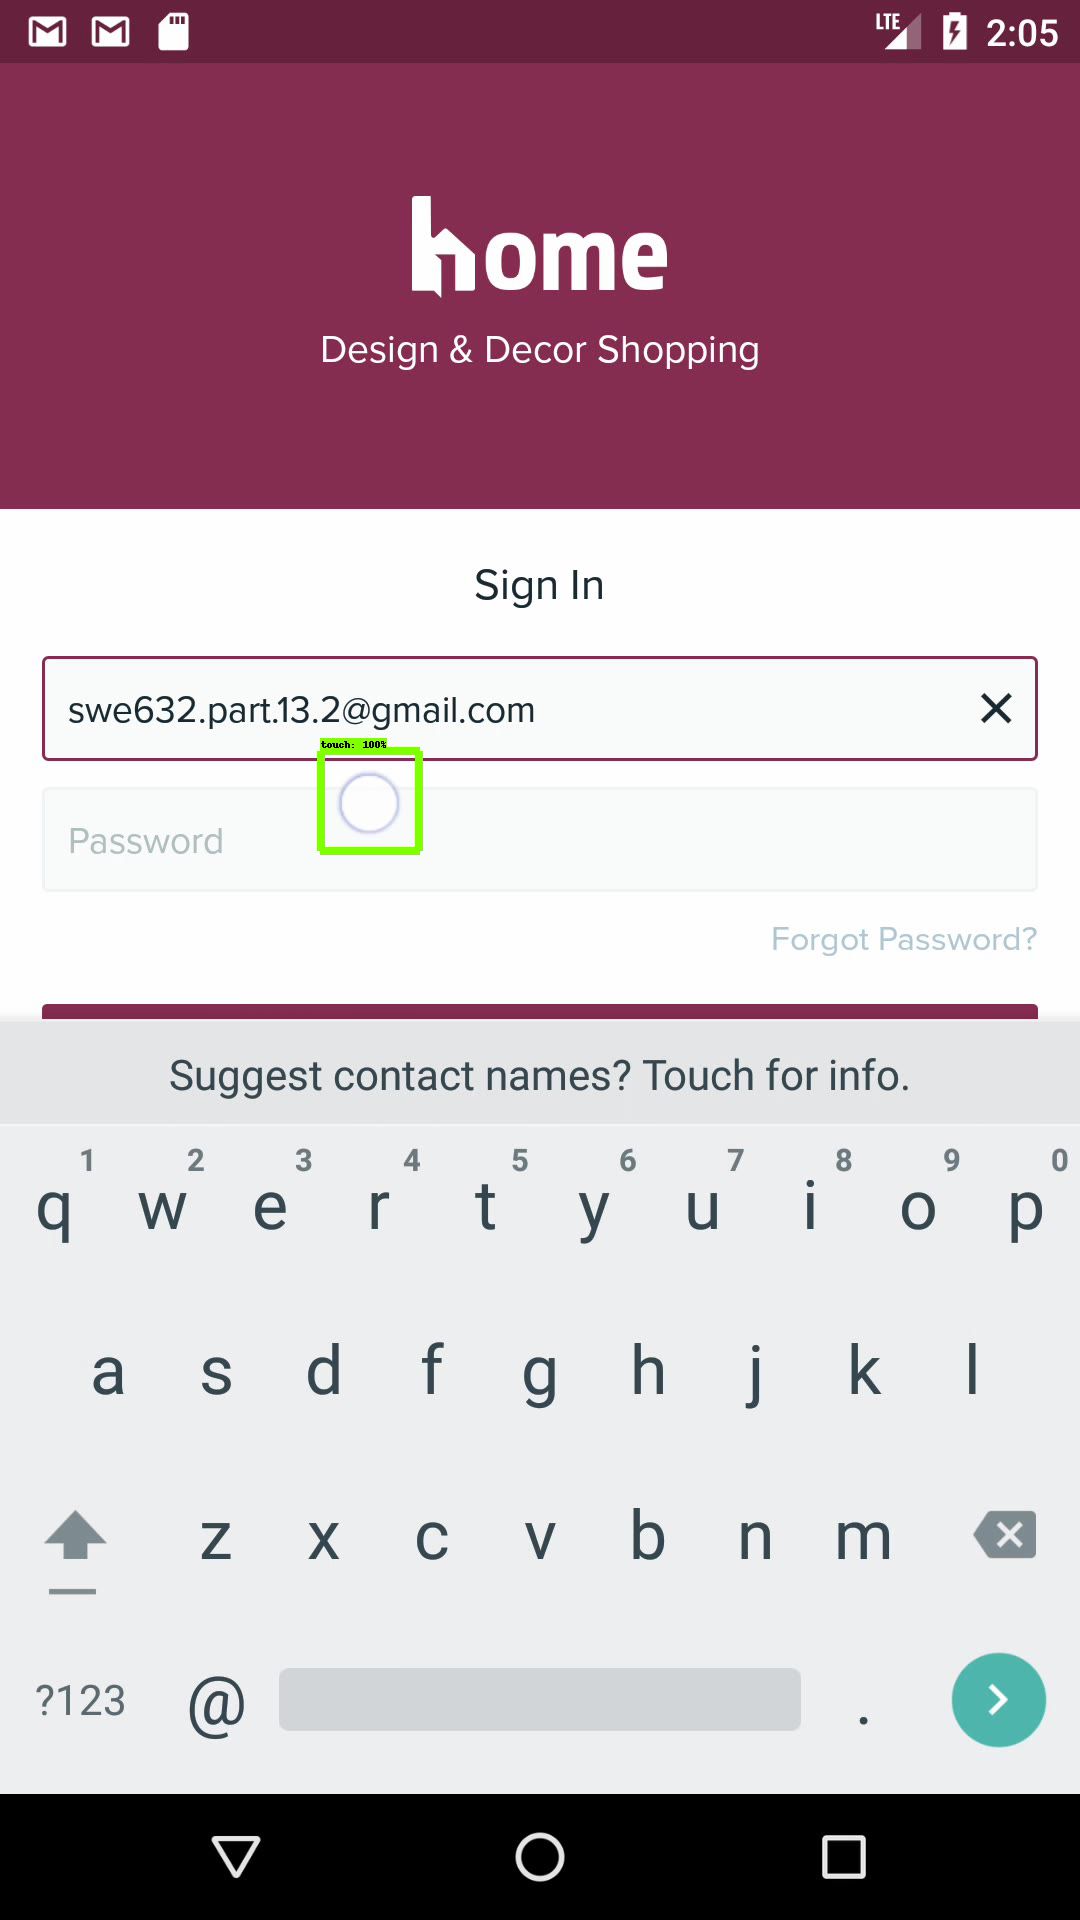 LTE 2:05
home
Design & Decor Shopping
Sign In
swe632.part.13.2@gmail.com
touch: 100%
Password
Forgot Password?
Suggest contact names? Touch for info.
1 2 3 4 5 6 7 8 9 0
q w e r t y u i o p
a s d f g h j k l
z x c v b n m
?123 @ .